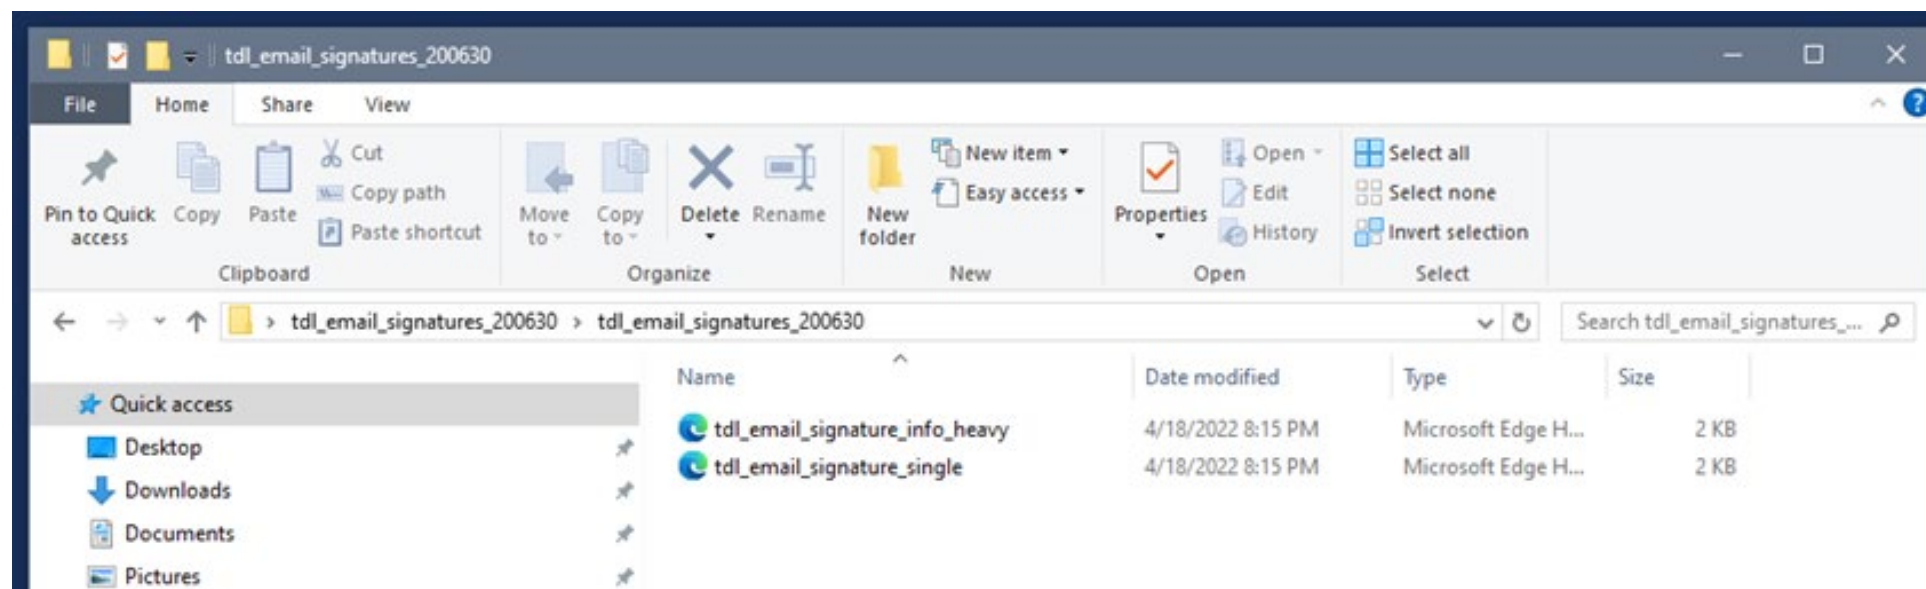 tdl_email_signatures_200630
File Home Share View
Pin to Quick access
Copy
Paste
Cut
Copy path
Paste shortcut
Clipboard
Move to
Copy to
Delete
Rename
Organize
New folder
New item
Easy access
New
Properties
Open
Edit
History
Open
Select all
Select none
Invert selection
Select
tdl_email_signatures_200630 > tdl_email_signatures_200630
Search tdl_email_signatures_...
Name Date modified Type Size
tdl_email_signature_info_heavy 4/18/2022 8:15 PM Microsoft Edge H... 2 KB
tdl_email_signature_single 4/18/2022 8:15 PM Microsoft Edge H... 2 KB
Quick access
Desktop
Downloads
Documents
Pictures